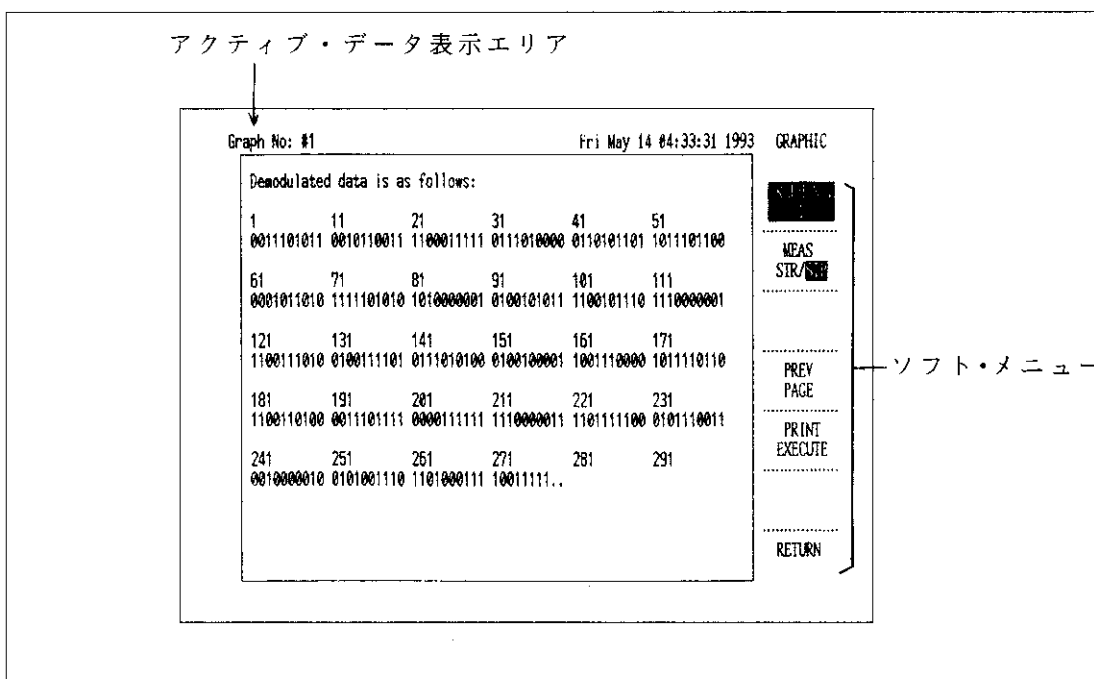 アクティブ・データ表示エリア
Graph No: #1
Fri May 14 04:33:31 1993
GRAPHIC
Demodulated data is as follows:
1 11 21 31 41 51
0011101011 0010110011 1100011111 0111010000 0110101101 1011101100
61 71 81 91 101 111
0001011010 1111101010 1010000001 0100101011 1100101110 1110000001
121 131 141 151 161 171
1100111010 0100111101 0111010100 0100100001 1001110000 1011110110
181 191 201 211 221 231
1100110100 0011101111 0000111111 1110000011 1101111100 0101110011
241 251 261 271 281 291
0010000010 0101001110 1101000111 10011111..
MEAS
STR/
PREV
PAGE
PRINT
EXECUTE
RETURN
ソフト・メニュー